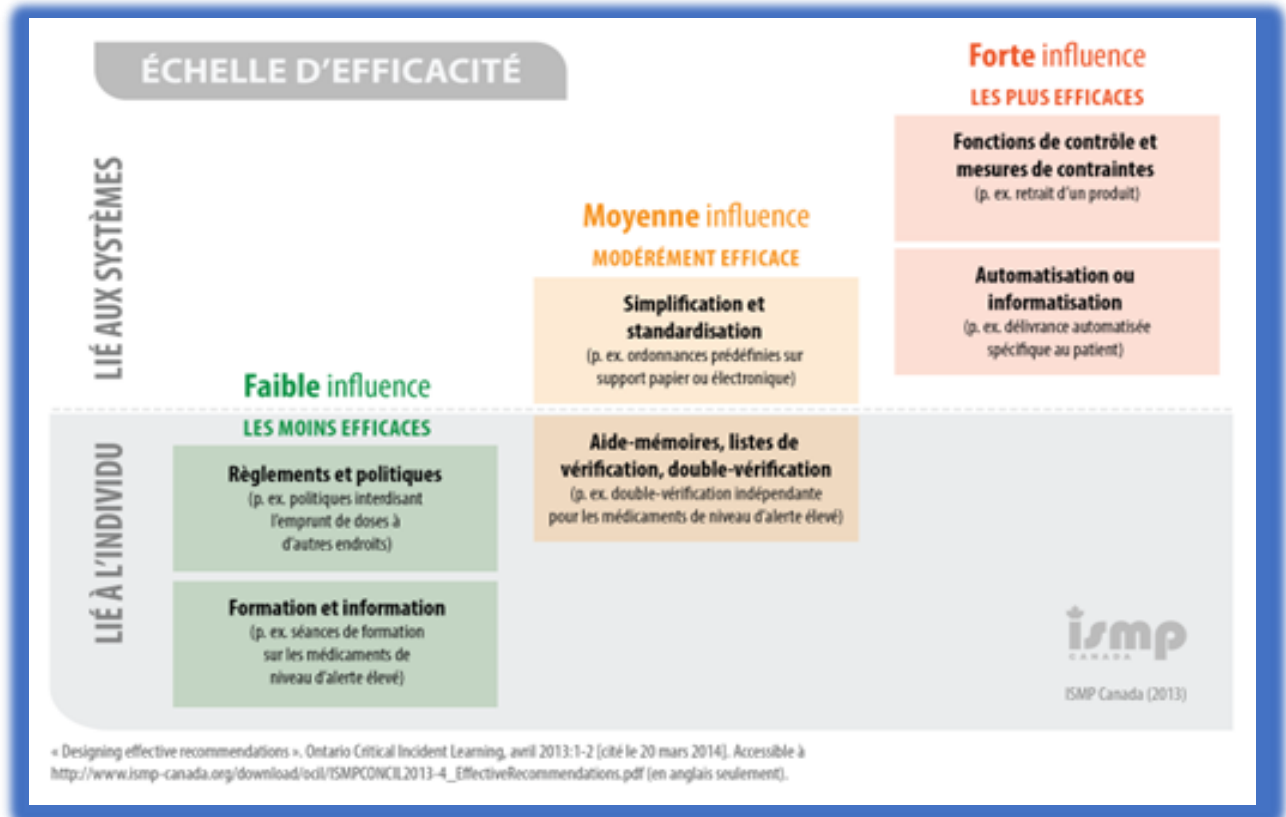 ÉCHELLE D'EFFICACITÉ
Forte influence
LES PLUS EFFICACES
Fonctions de contrôle et
mesures de contraintes
(p. ex. retrait d'un produit)
Automatisation ou
informatisation
(p. ex. délivrance automatisée
spécifique au patient)
LIÉ AUX SYSTÈMES
Moyenne influence
MODÉRÉMENT EFFICACE
Simplification et
standardisation
(p. ex. ordonnances prédéfinies sur
support papier ou électronique)
Aide-mémoires, listes de
vérification, double-vérification
(p. ex. double-vérification indépendante
pour les médicaments de niveau d'alerte élevé)
Faible influence
LES MOINS EFFICACES
Règlements et politiques
(p. ex. politiques interdisant
l'emprunt de doses à
d'autres endroits)
Formation et information
(p. ex. séances de formation
sur les médicaments de
niveau d'alerte élevé)
LIÉ À L'INDIVIDU
ismp
CANADA
ISMP Canada (2013)
« Designing effective recommendations ». Ontario Critical Incident Learning, avril 2013:1-2 [cité le 20 mars 2014]. Accessible à
http://www.ismp-canada.org/download/ocil/ISMPCONCIL2013-4_EffectiveRecommendations.pdf (en anglais seulement).